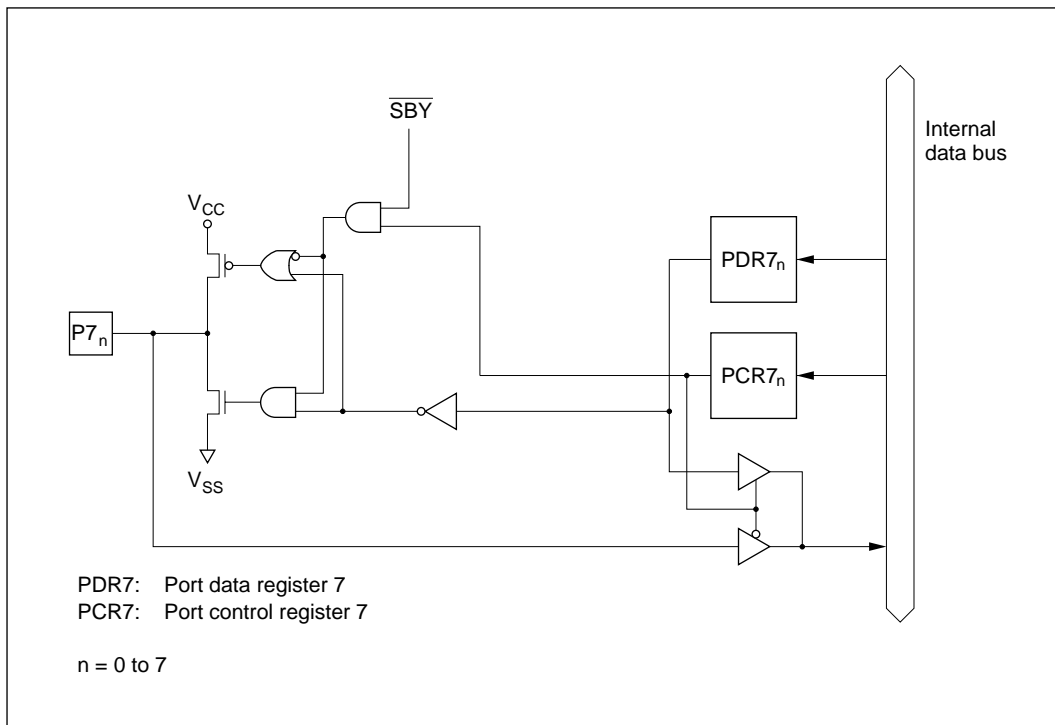 SBY
Internal
data bus
VCC
PDR7n
P7n
PCR7n
VSS
PDR7: Port data register 7
PCR7: Port control register 7
n = 0 to 7